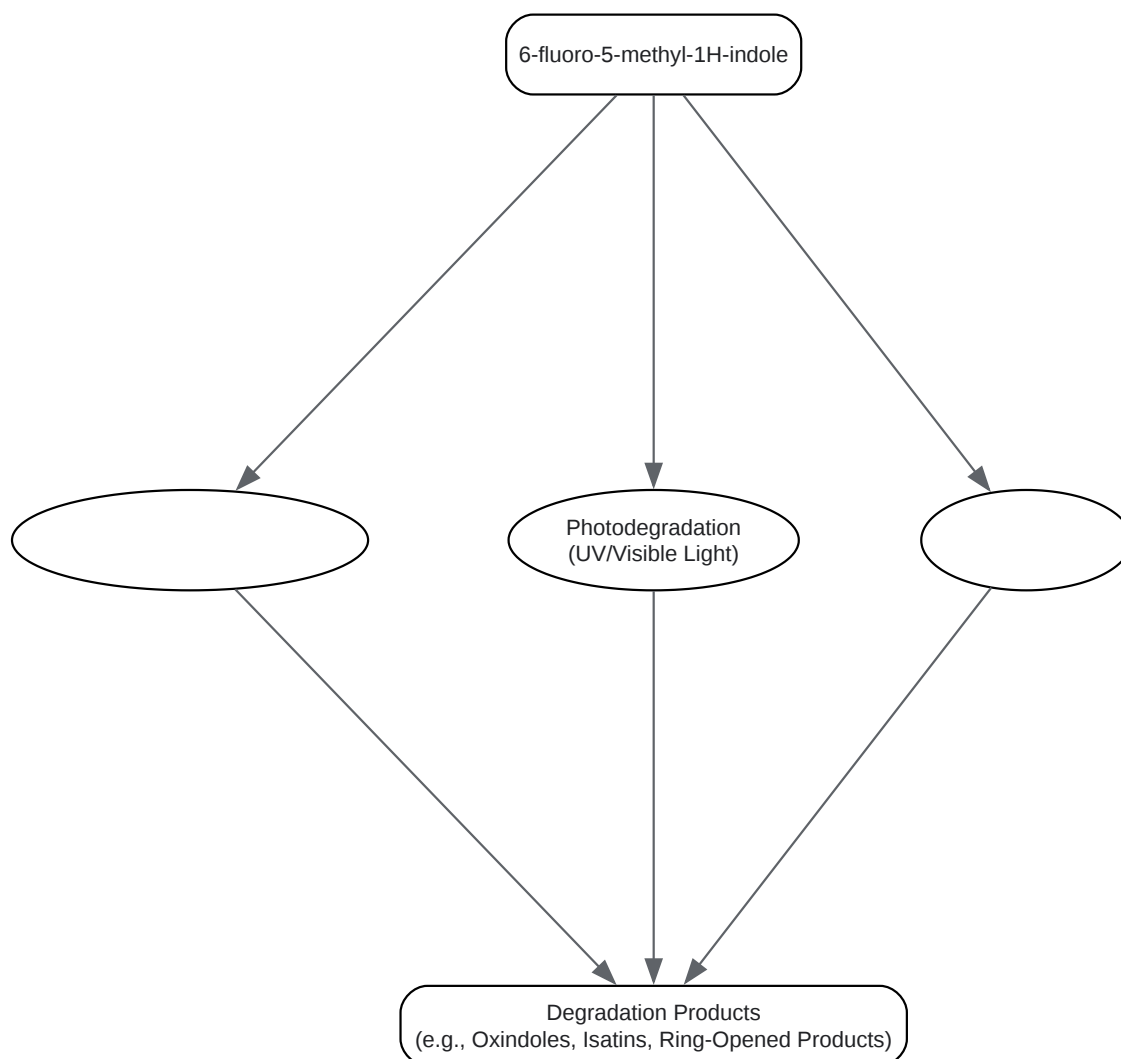 6-fluoro-5-methyl-1H-indole
Photodegradation
(UV/Visible Light)
Degradation Products
(e.g., Oxindoles, Isatins, Ring-Opened Products)